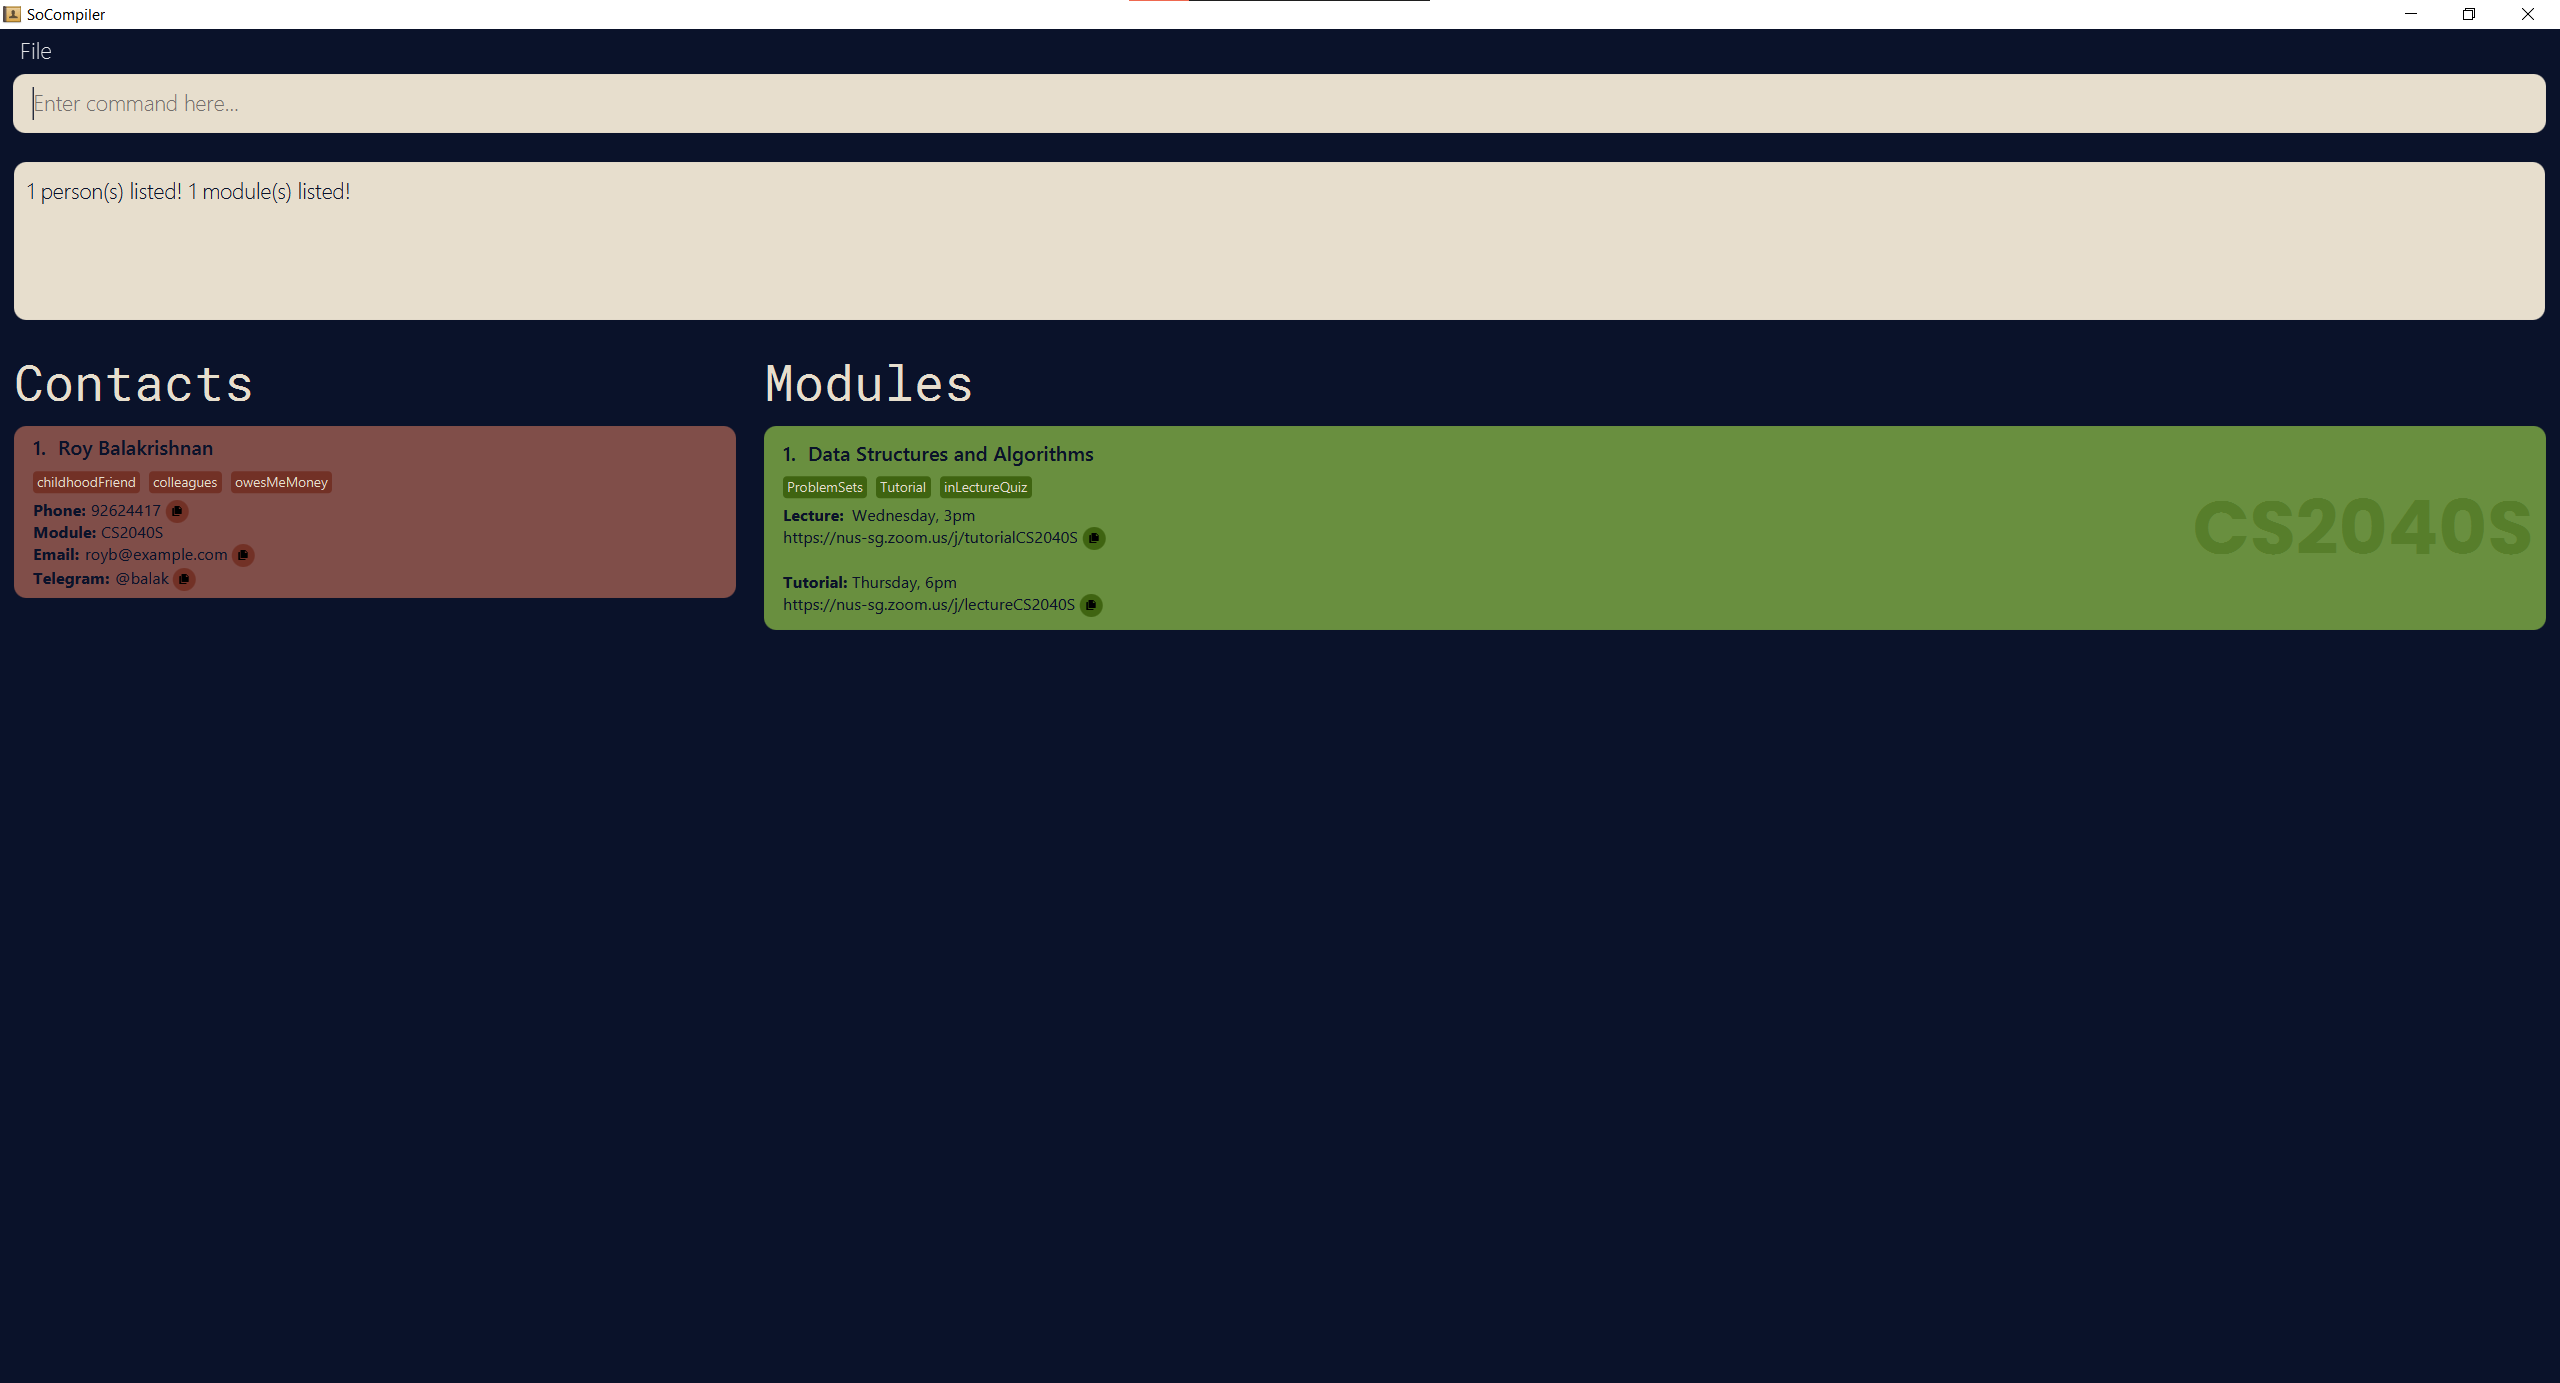 SoCompiler
File
Enter command here...
1 person(s) listed! 1 module(s) listed!
Contacts
1. Roy Balakrishnan
childhoodFriend colleagues owesMeMoney
Phone: 92624417
Module: CS2040S
Email: royb@example.com
Telegram: @balak
Modules
1. Data Structures and Algorithms
ProblemSets Tutorial inLectureQuiz
Lecture: Wednesday, 3pm
https://nus-sg.zoom.us/j/tutorialCS2040S
Tutorial: Thursday, 6pm
https://nus-sg.zoom.us/j/lectureCS2040S
CS2040S